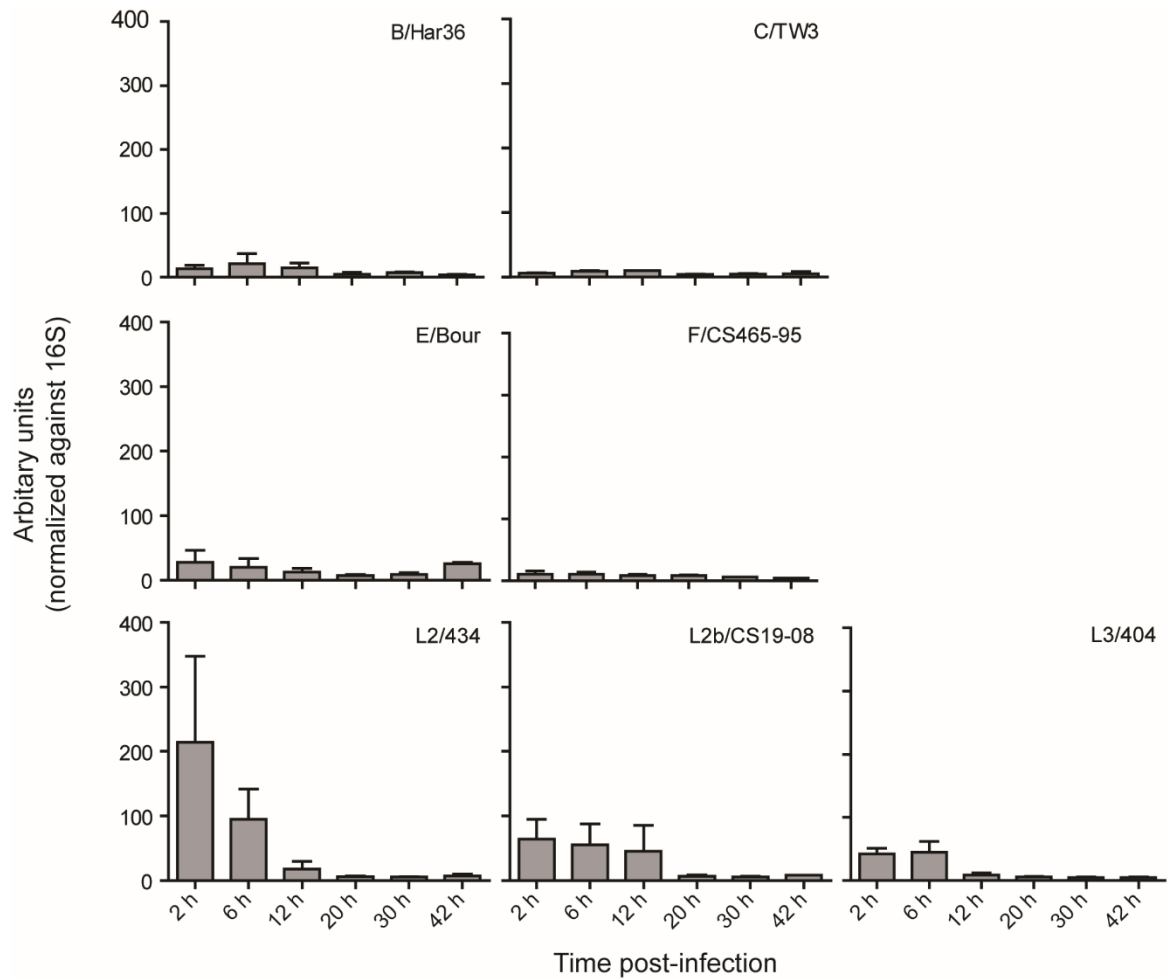 400
300
200
100
0
B/Har36
C/TW3
400
300
200
100
0
E/Bour
F/CS465-95
400
300
200
100
0
L2/434
L2b/CS19-08
L3/404
2 h 6 h 12 h 20 h 30 h 42 h
2 h 6 h 12 h 20 h 30 h 42 h
2 h 6 h 12 h 20 h 30 h 42 h
Arbitary units
(normalized against 16S)
Time post-infection